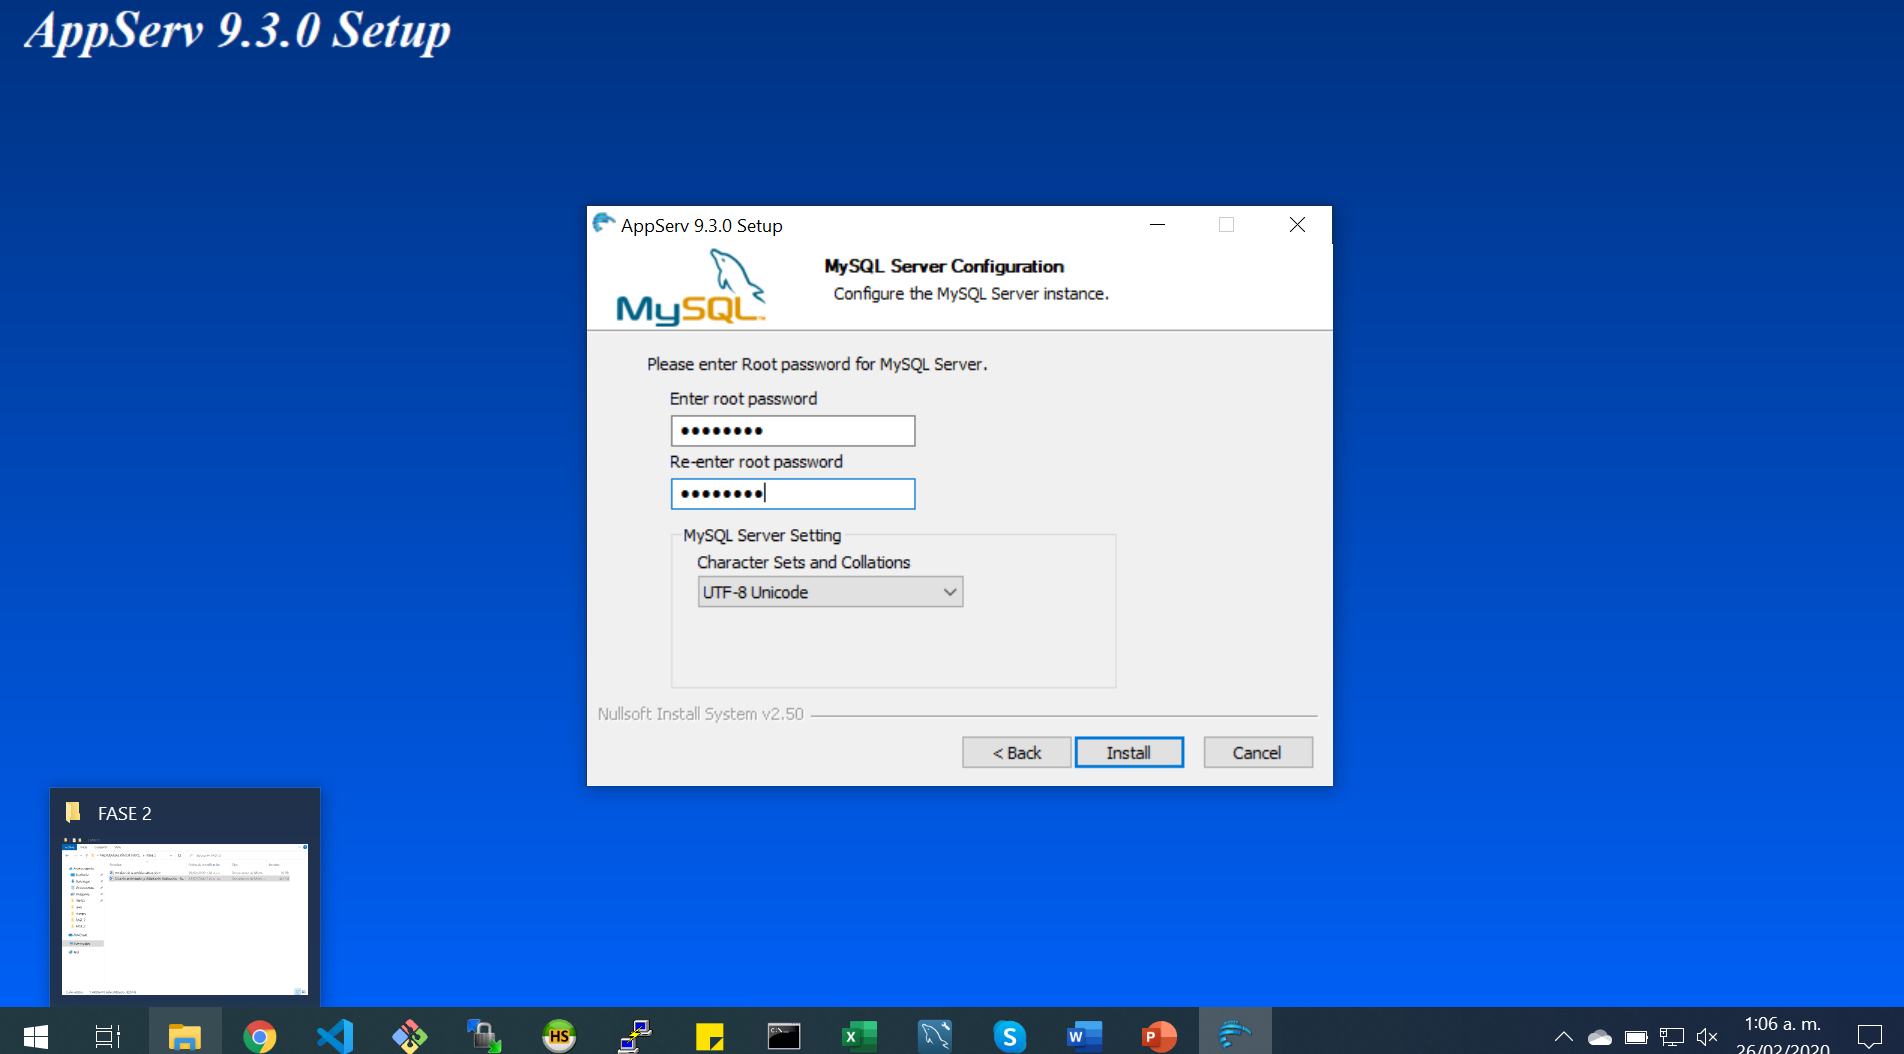 AppServ 9.3.0 Setup
AppServ 9.3.0 Setup
MySQL™
MySQL Server Configuration
Configure the MySQL Server instance.
Please enter Root password for MySQL Server.
Enter root password
Re-enter root password
MySQL Server Setting
Character Sets and Collations
UTF-8 Unicode
Nullsoft Install System v2.50
< Back
Install
Cancel
FASE 2
HS
C:\
X
S
W
P
1:06 a. m.
26/02/2020